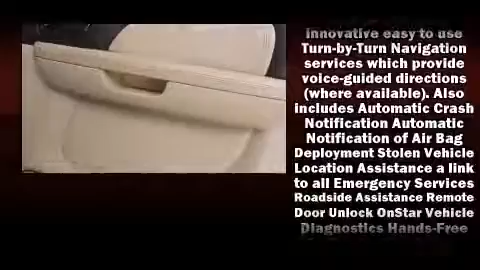 Innovative easy to use
Turn-by-Turn Navigation
services which provide
voice-guided directions
(where available). Also
includes Automatic Crash
Notification Automatic
Notification of Air Bag
Deployment Stolen Vehicle
Location Assistance a link
to all Emergency Services
Roadside Assistance Remote
Door Unlock OnStar Vehicle
Diagnostics Hands-Free